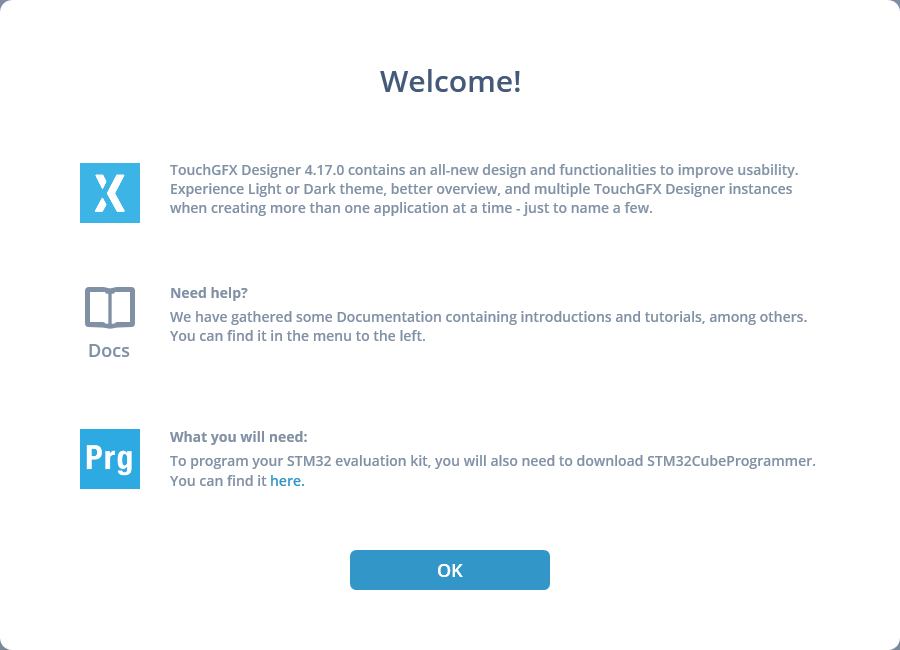 Welcome!
TouchGFX Designer 4.17.0 contains an all-new design and functionalities to improve usability.
Experience Light or Dark theme, better overview, and multiple TouchGFX Designer instances
when creating more than one application at a time - just to name a few.
Need help?
We have gathered some Documentation containing introductions and tutorials, among others.
You can find it in the menu to the left.
Docs
What you will need:
Prg
To program your STM32 evaluation kit, you will also need to download STM32CubeProgrammer.
You can find it here.
OK